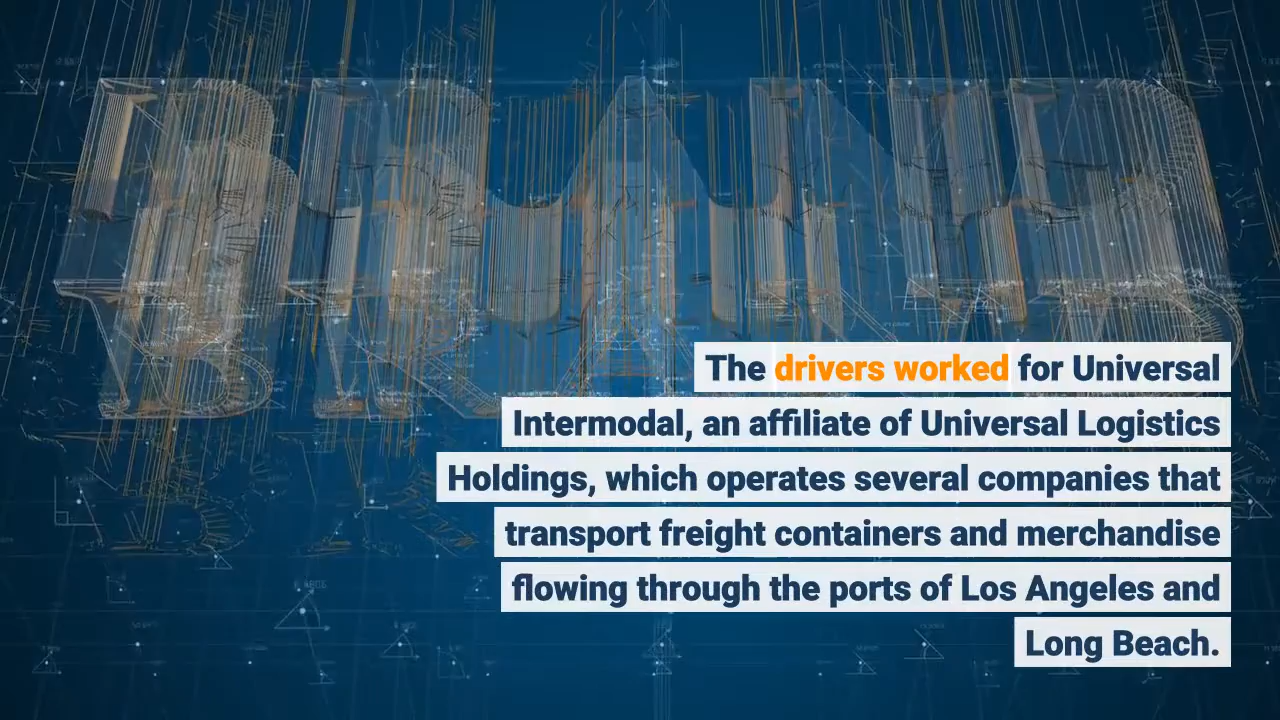 BRAND
The drivers worked for Universal
Intermodal, an affiliate of Universal Logistics
Holdings, which operates several companies that
transport freight containers and merchandise
flowing through the ports of Los Angeles and
Long Beach.